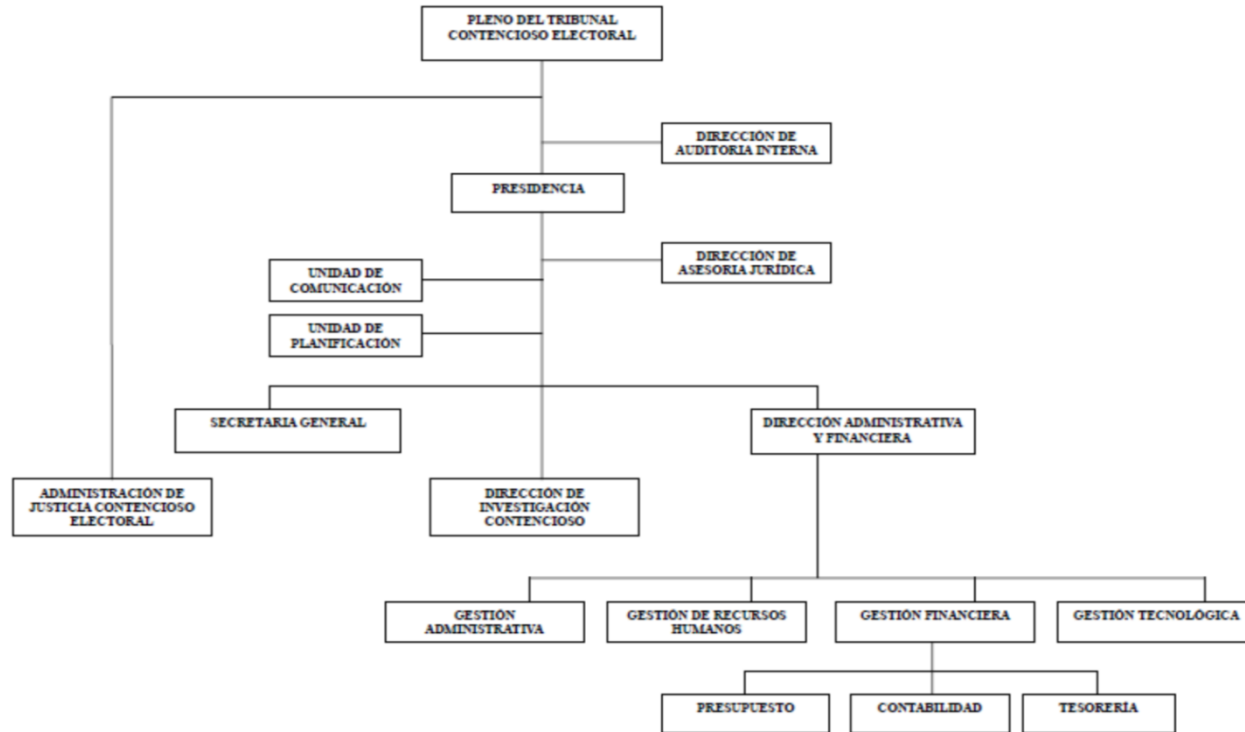 PLENO DEL TRIBUNAL
CONTENCIOSO ELECTORAL
DIRECCIÓN DE
AUDITORIA INTERNA
PRESIDENCIA
DIRECCIÓN DE
ASESORIA JURÍDICA
UNIDAD DE
COMUNICACIÓN
UNIDAD DE
PLANIFICACIÓN
SECRETARIA GENERAL
DIRECCIÓN ADMINISTRATIVA
Y FINANCIERA
ADMINISTRACIÓN DE
JUSTICIA CONTENCIOSO
ELECTORAL
DIRECCIÓN DE
INVESTIGACIÓN
CONTENCIOSO
GESTIÓN
ADMINISTRATIVA
GESTIÓN DE RECURSOS
HUMANOS
GESTIÓN FINANCIERA
GESTIÓN TECNOLÓGICA
PRESUPUESTO
CONTABILIDAD
TESORERÍA